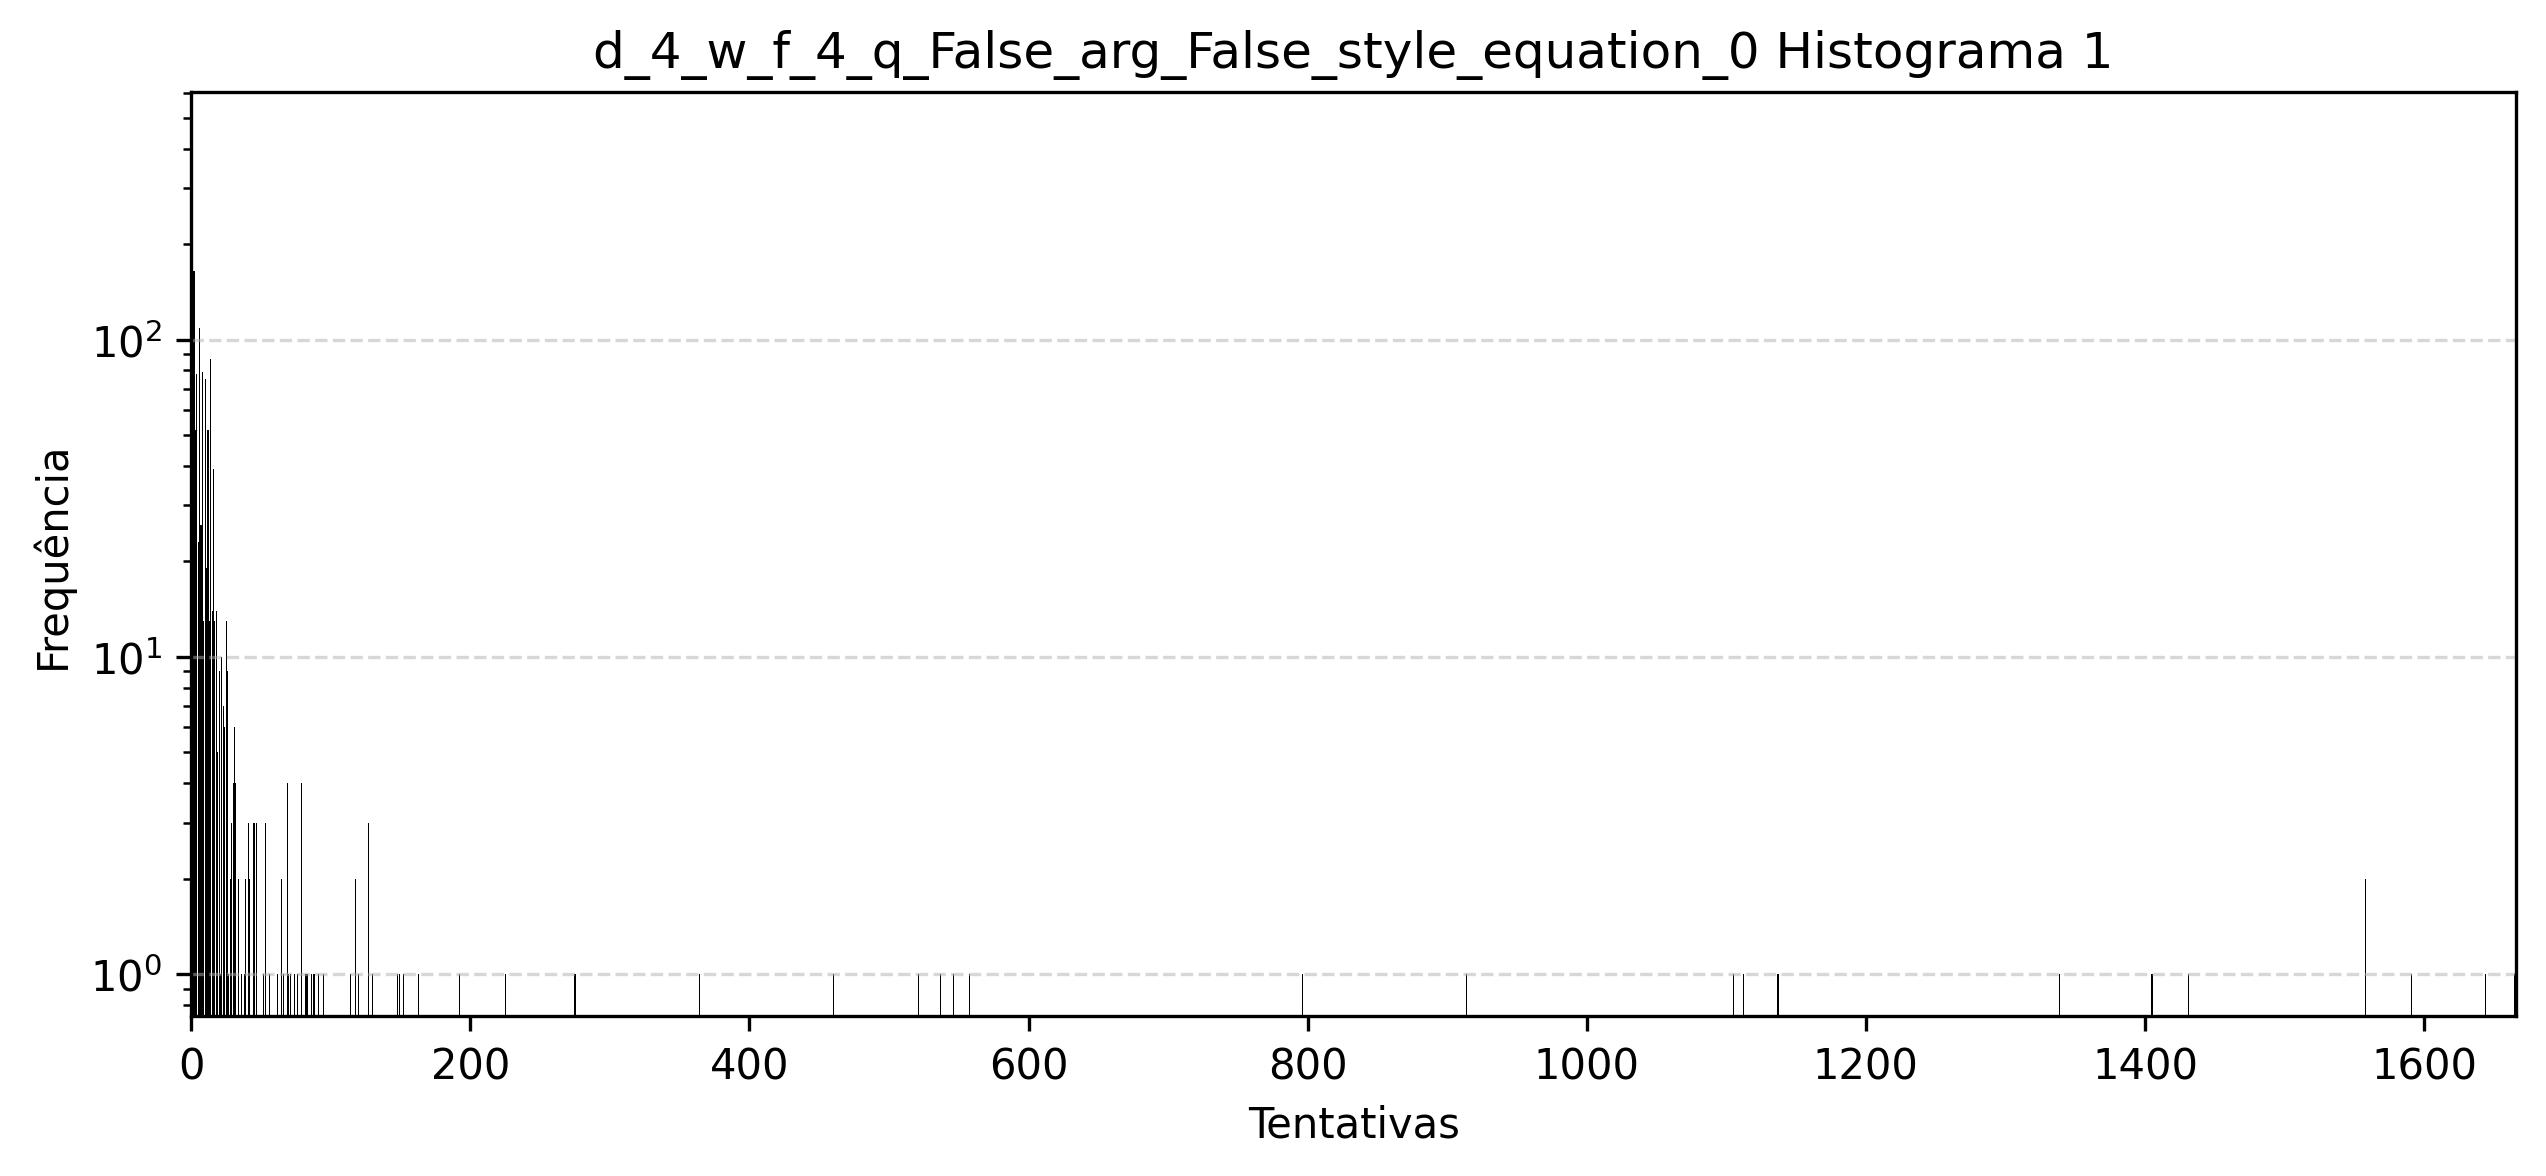 d_4_w_f_4_q_False_arg_False_style_equation_0 Histograma 1
Frequência
10²
10¹
10⁰
0 200 400 600 800 1000 1200 1400 1600
Tentativas